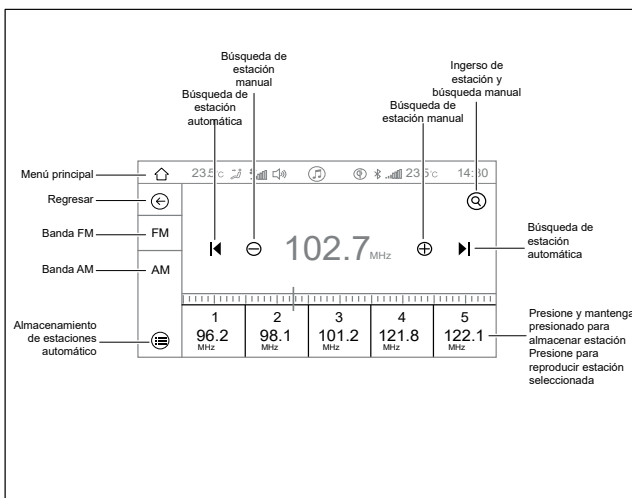 Búsqueda de
estación
manual
Búsqueda de
estación
automática
Búsqueda de
estación manual
Ingerso de
estación y
búsqueda manual
Menú principal
23.5°C
23.5°C
14:30
Regresar
Banda FM
FM
102.7 MHz
Búsqueda de
estación
automática
Banda AM
AM
Almacenamiento
de estaciones
automático
1 2 3 4 5
96.2 98.1 101.2 121.8 122.1
MHz MHz MHz MHz MHz
Presione y mantenga
presionado para
almacenar estación
Presione para
reproducir estación
seleccionada